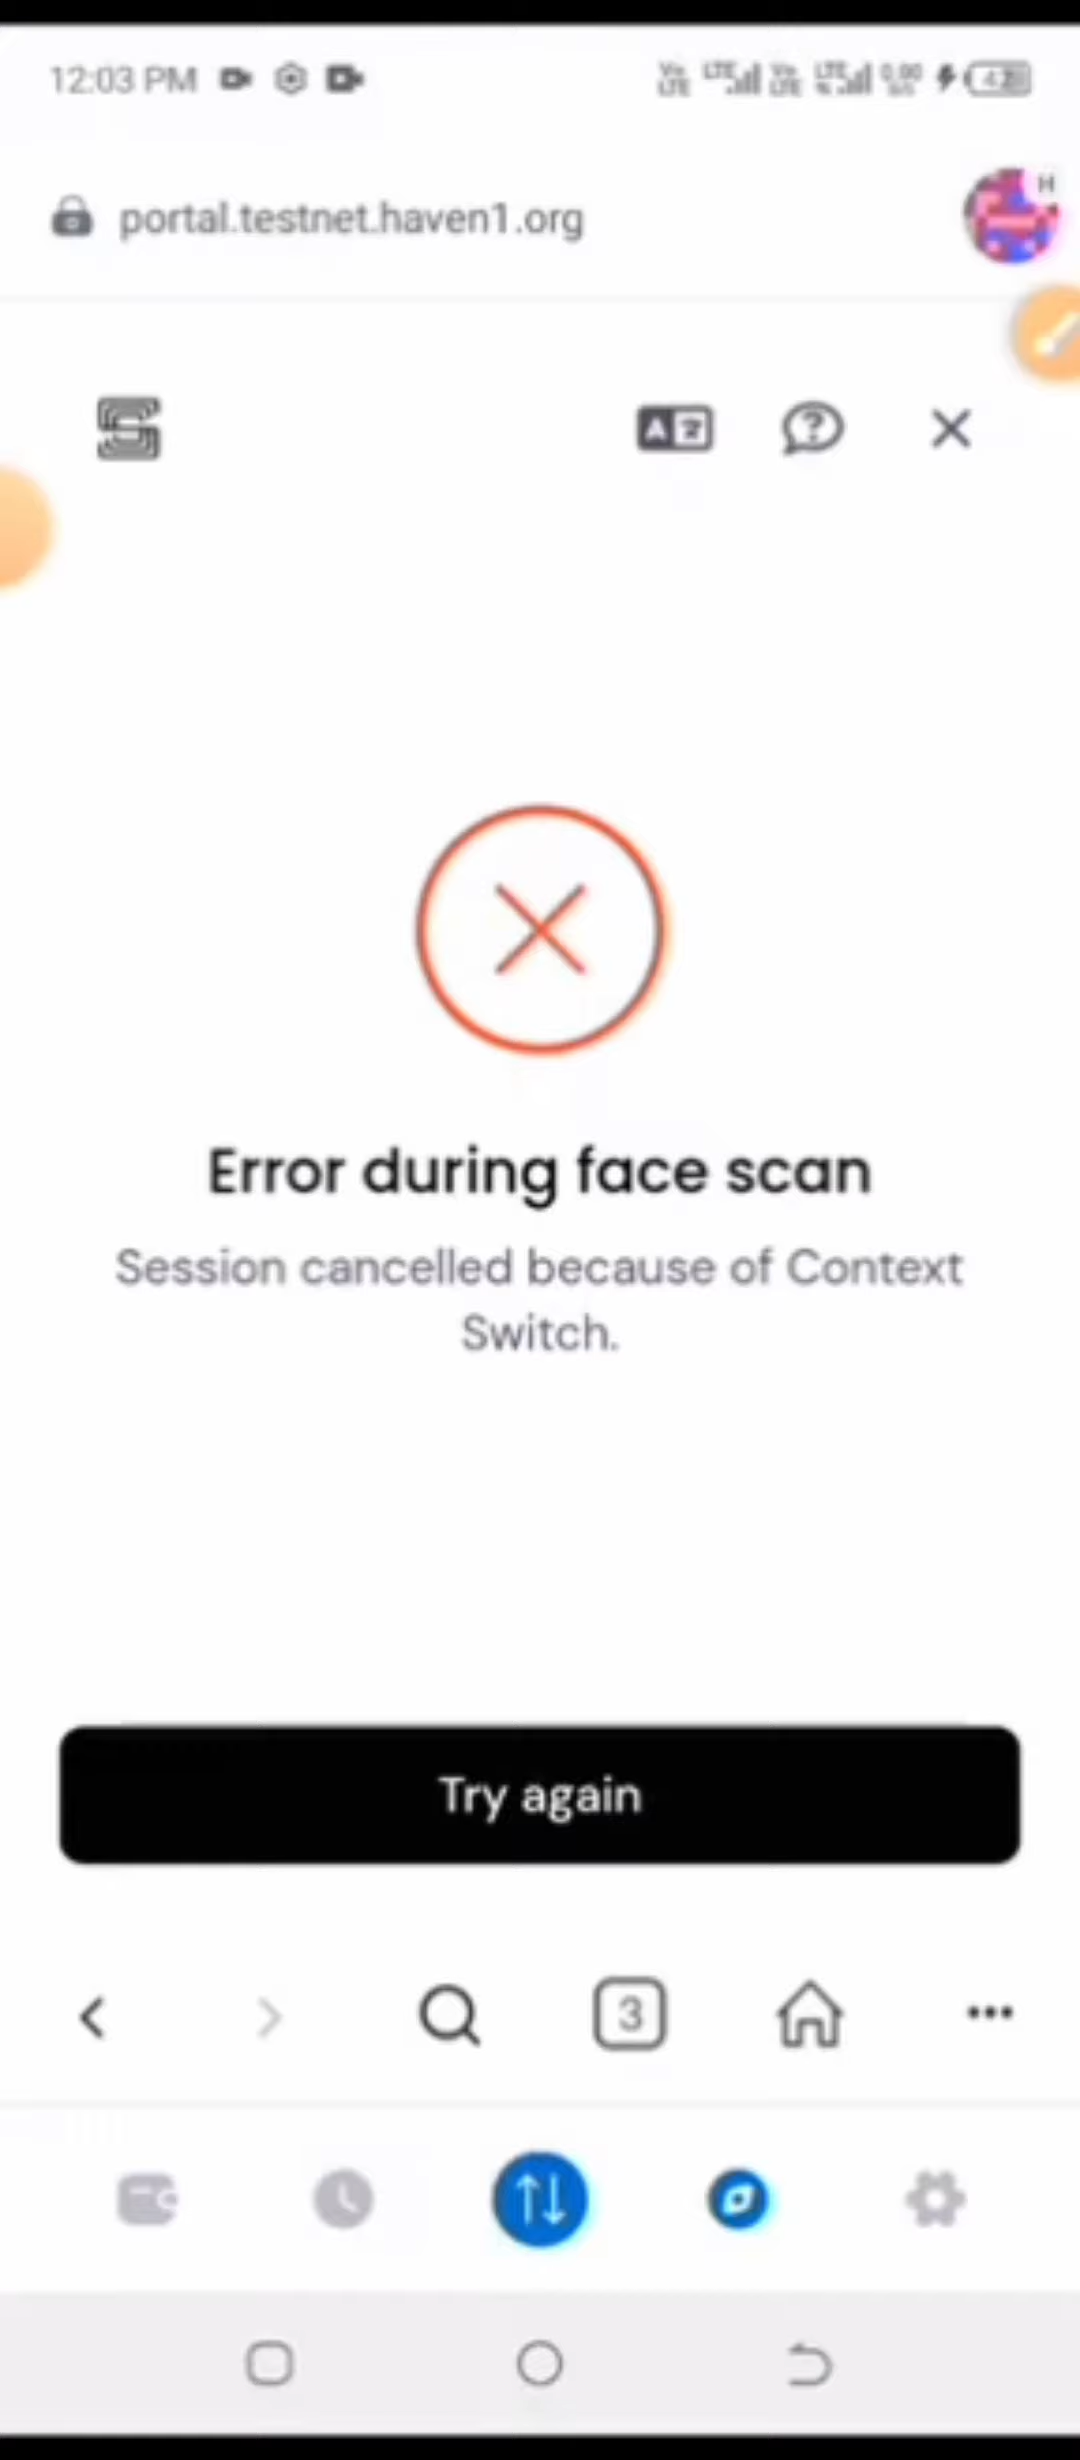 12:03 PM
portal.testnet.haven1.org
H
Error during face scan
Session cancelled because of Context
Switch.
Try again
3